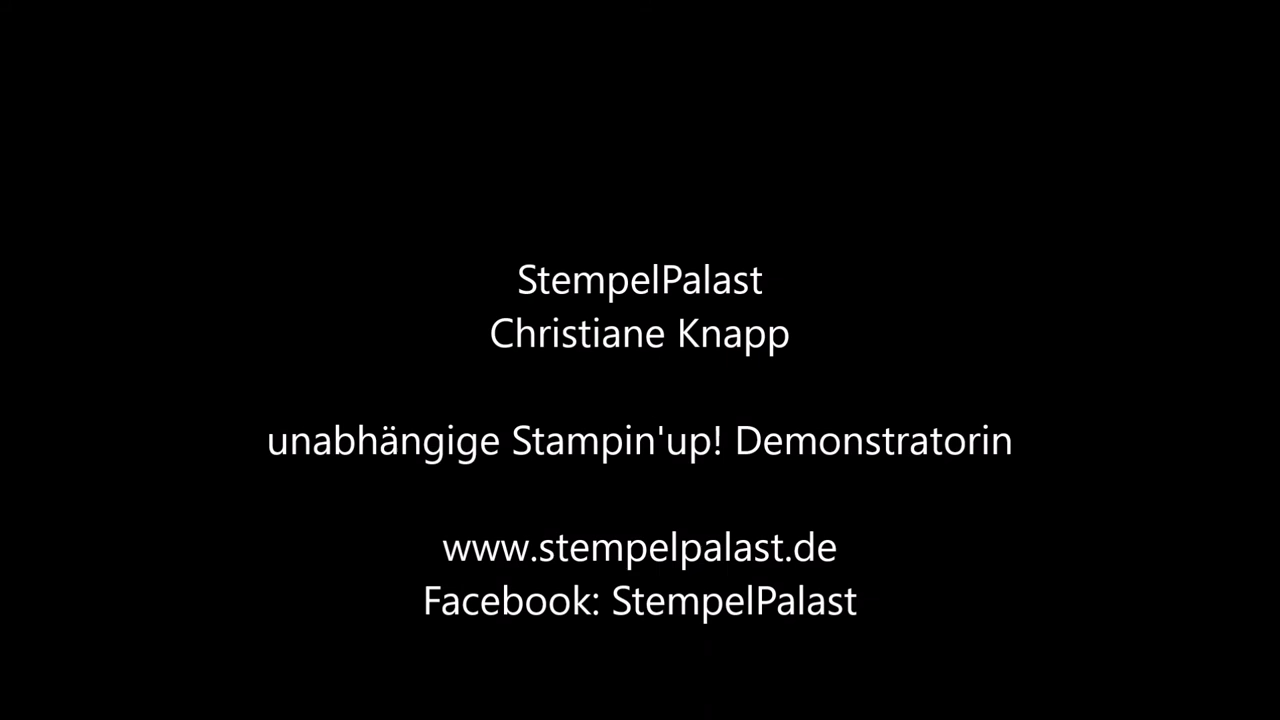 StempelPalast
Christiane Knapp
unabhängige Stampin'up! Demonstratorin
www.stempelpalast.de
Facebook: StempelPalast